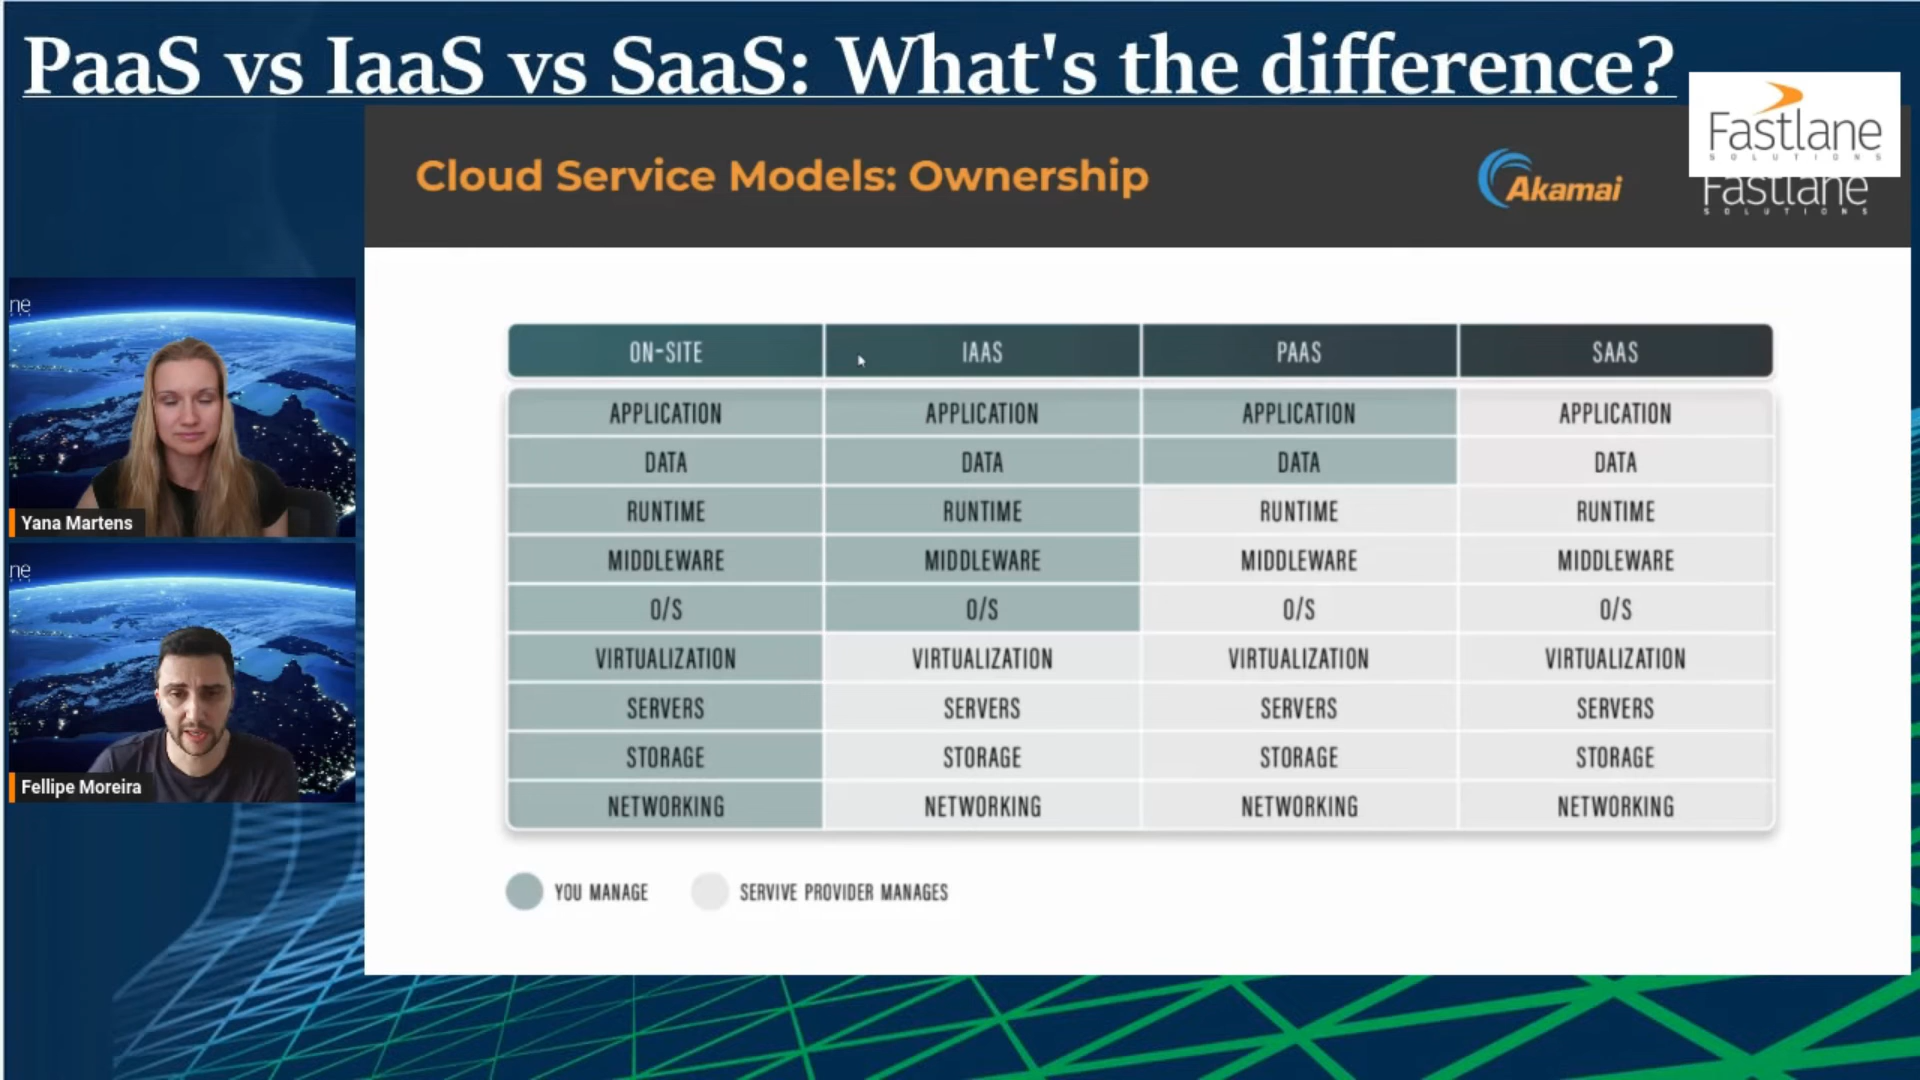 PaaS vs IaaS vs SaaS: What's the difference?
Fastlane
SOLUTIONS
Cloud Service Models: Ownership
Akamai
Fastlane
SOLUTIONS
ne
Yana Martens
ne
Fellipe Moreira
ON-SITE IAAS PAAS SAAS
APPLICATION APPLICATION APPLICATION APPLICATION
DATA DATA DATA DATA
RUNTIME RUNTIME RUNTIME RUNTIME
MIDDLEWARE MIDDLEWARE MIDDLEWARE MIDDLEWARE
O/S O/S O/S O/S
VIRTUALIZATION VIRTUALIZATION VIRTUALIZATION VIRTUALIZATION
SERVERS SERVERS SERVERS SERVERS
STORAGE STORAGE STORAGE STORAGE
NETWORKING NETWORKING NETWORKING NETWORKING
YOU MANAGE SERVIVE PROVIDER MANAGES